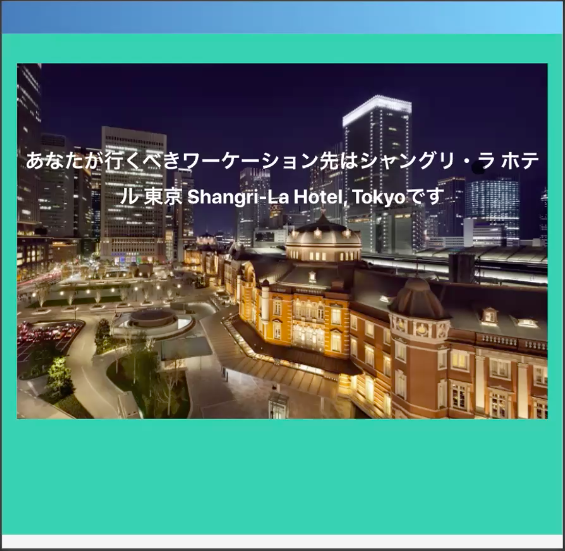 あなたが行くべきワーケーション先はシャングリ・ラ ホテ
ル 東京 Shangri-La Hotel, Tokyoです